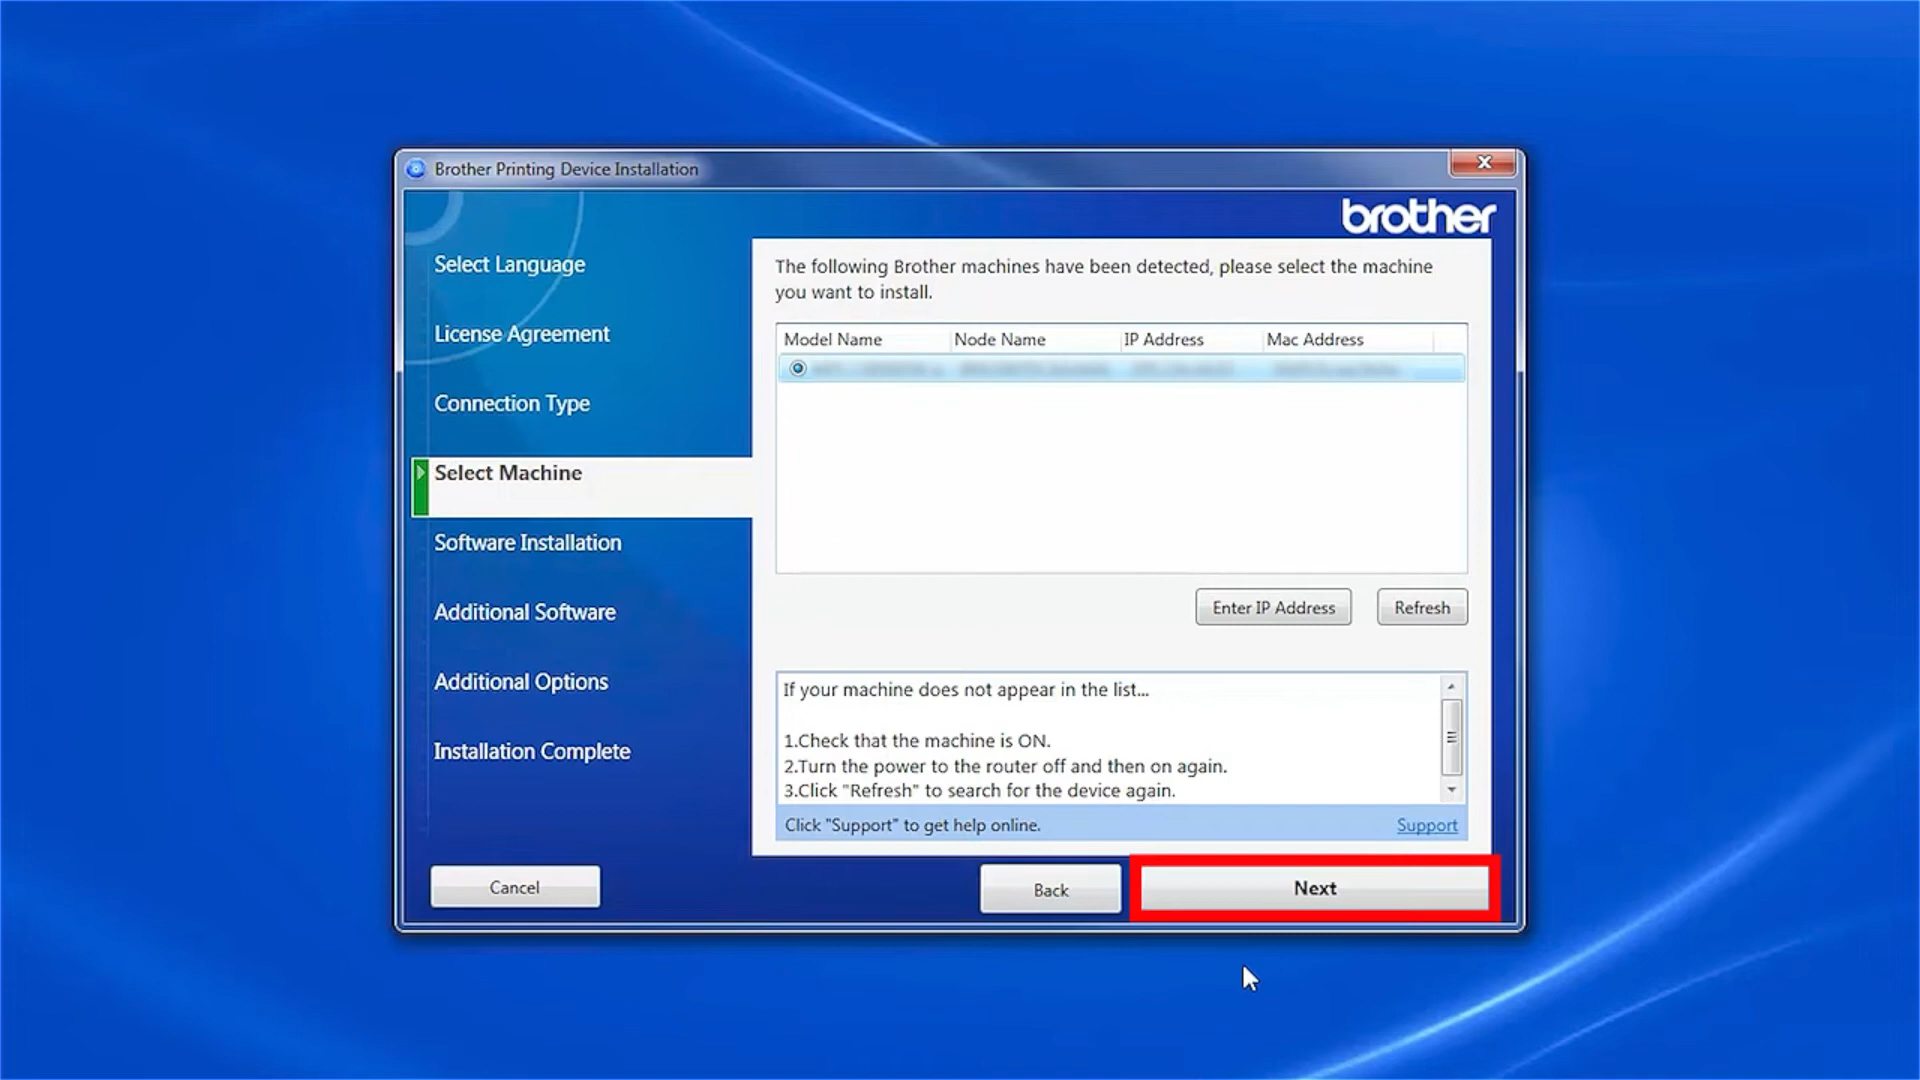 Brother Printing Device Installation
brother
Select Language
License Agreement
Connection Type
Select Machine
Software Installation
Additional Software
Additional Options
Installation Complete
The following Brother machines have been detected, please select the machine
you want to install.
Model Name Node Name IP Address Mac Address
Enter IP Address Refresh
If your machine does not appear in the list...
1.Check that the machine is ON.
2.Turn the power to the router off and then on again.
3.Click "Refresh" to search for the device again.
Click "Support" to get help online. Support
Cancel Back Next